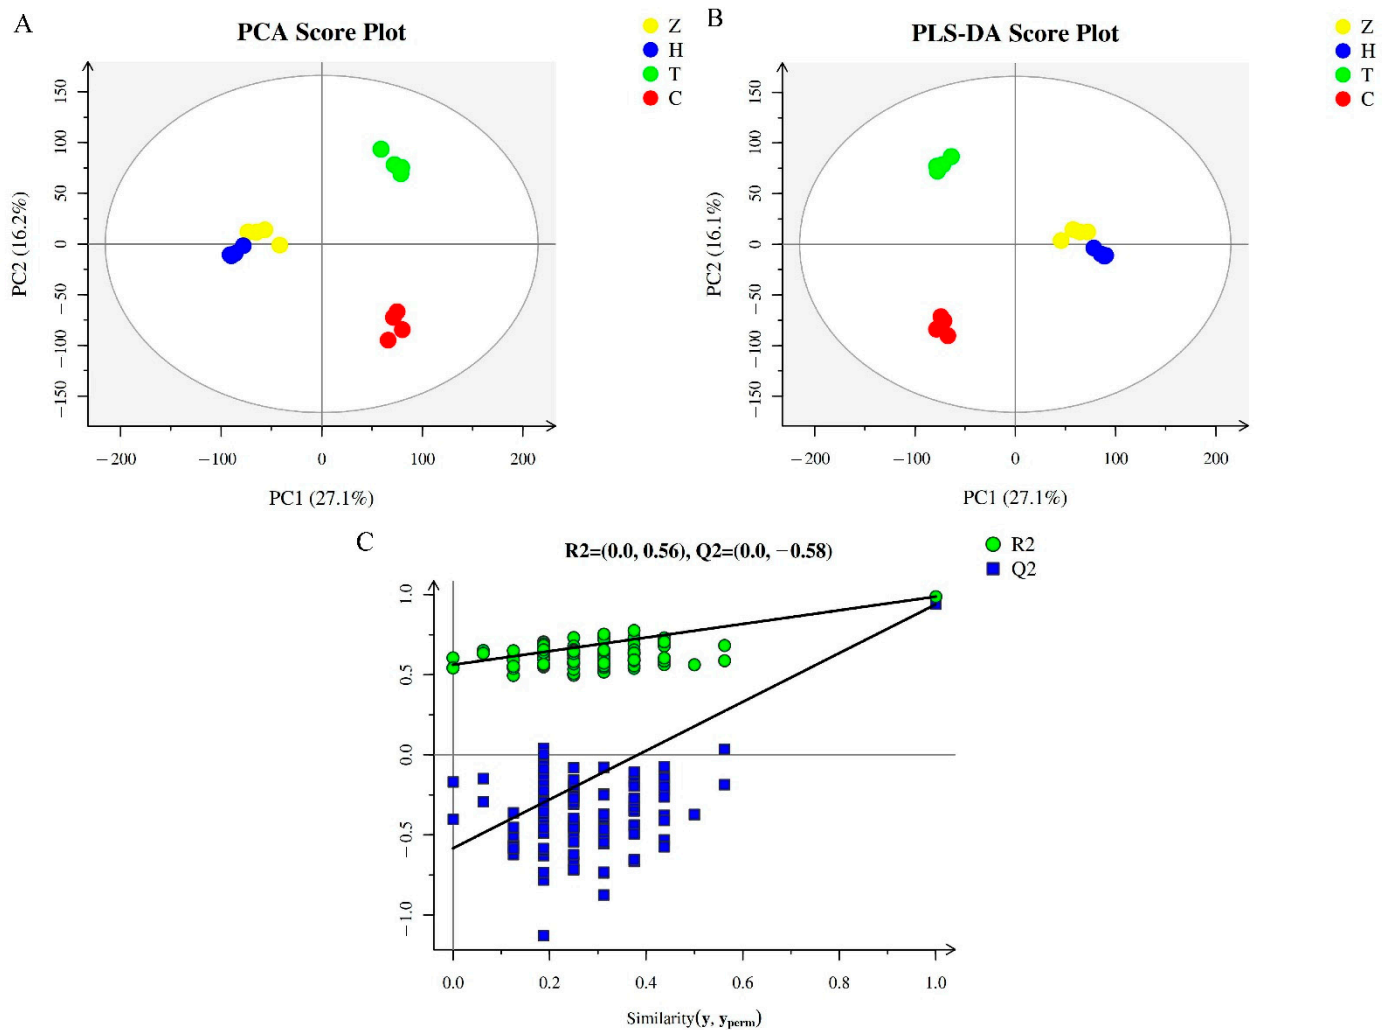 A
PCA Score Plot
Z
H
T
C
150
100
50
0
−50
−100
−150
PC2 (16.2%)
−200
−100
0
100
200
PC1 (27.1%)
B
PLS-DA Score Plot
Z
H
T
C
150
100
50
0
−50
−100
−150
PC2 (16.1%)
−200
−100
0
100
200
PC1 (27.1%)
C
R2=(0.0, 0.56), Q2=(0.0, −0.58)
R2
Q2
1.0
0.5
0.0
−0.5
−1.0
0.0
0.2
0.4
0.6
0.8
1.0
Similarity(y, yperm)